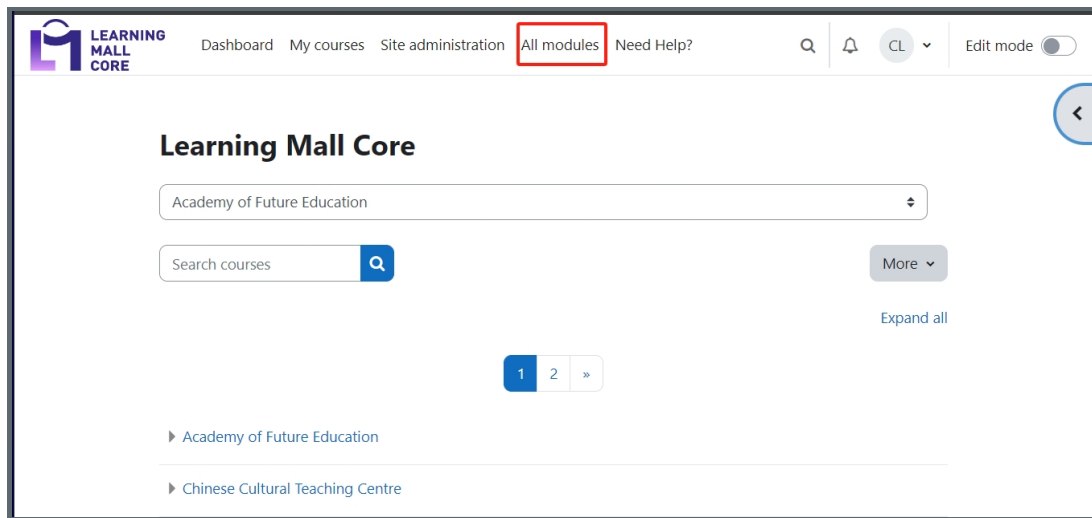 LEARNING
MALL
CORE
Dashboard My courses Site administration All modules Need Help? CL Edit mode
Learning Mall Core
Academy of Future Education
Search courses More
Expand all
1 2 »
Academy of Future Education
Chinese Cultural Teaching Centre